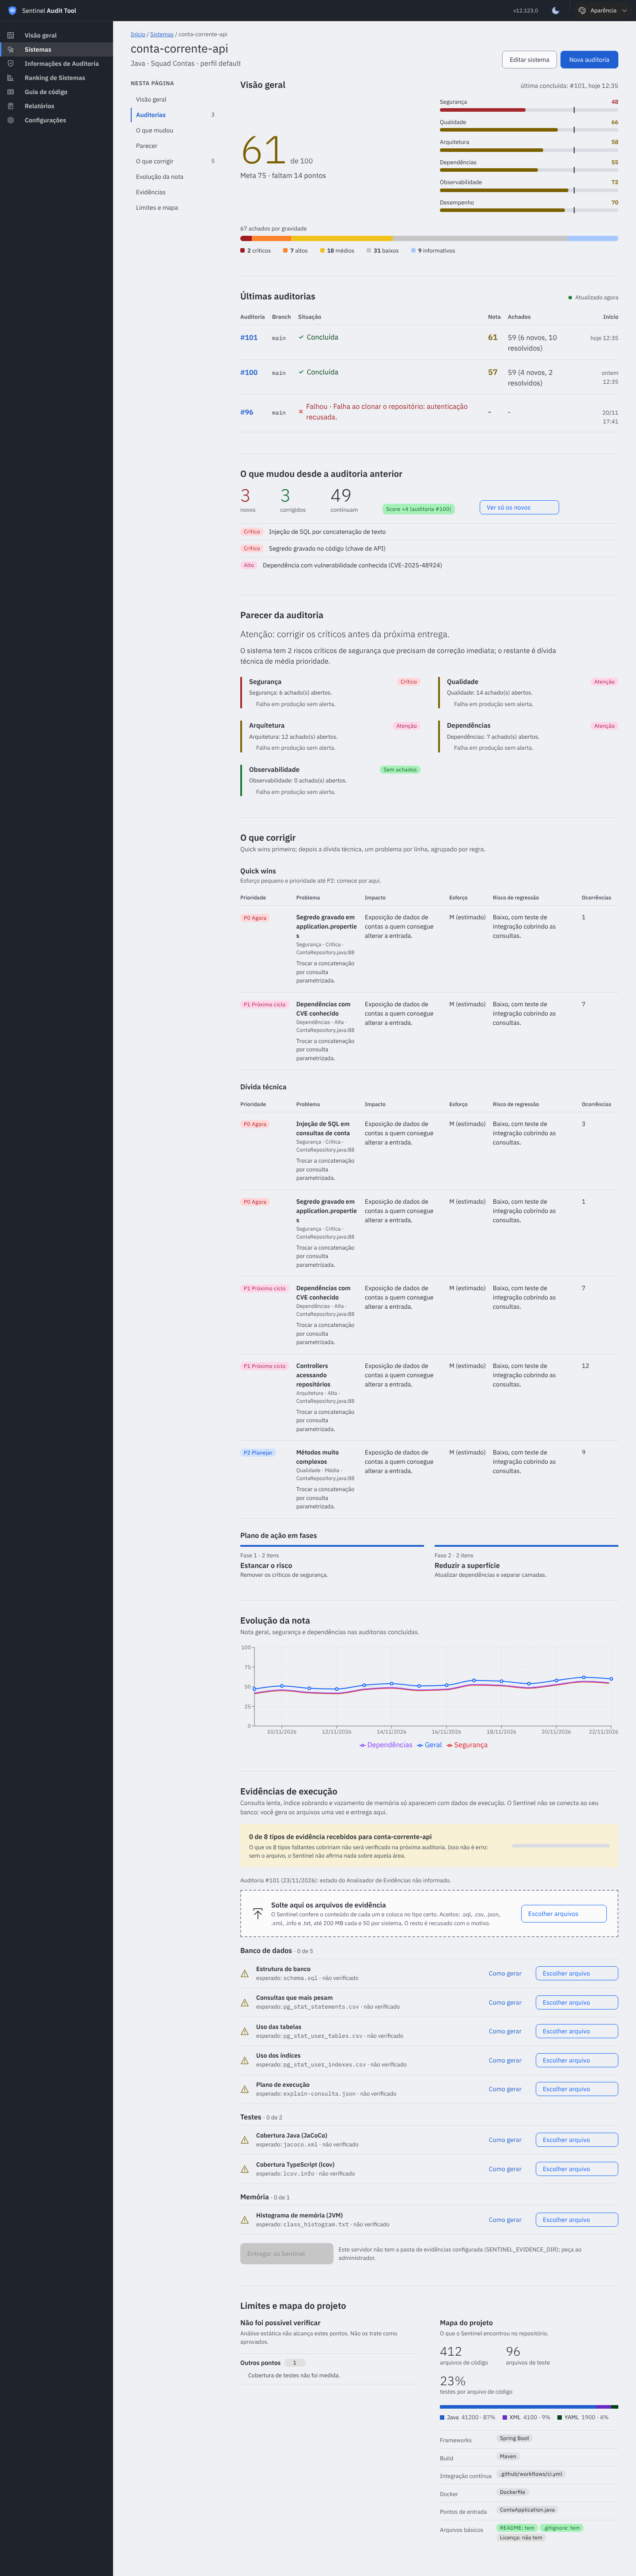 Sentinel Audit Tool
v12.123.0
Aparência
Visão geral
Sistemas
Informações de Auditoria
Ranking de Sistemas
Guia de código
Relatórios
Configurações
Início / Sistemas / conta-corrente-api
conta-corrente-api
Java · Squad Contas · perfil default
Editar sistema
Nova auditoria
NESTA PÁGINA
Visão geral
Auditorias 3
O que mudou
Parecer
O que corrigir 5
Evolução da nota
Evidências
Limites e mapa
Visão geral
última concluída: #101, hoje 12:35
61 de 100
Meta 75 · faltam 14 pontos
Segurança 48
Qualidade 66
Arquitetura 58
Dependências 55
Observabilidade 72
Desempenho 70
67 achados por gravidade
2 críticos 7 altos 18 médios 31 baixos 9 informativos
Últimas auditorias
Atualizado agora
Auditoria Branch Situação Nota Achados Início
#101 main Concluída 61 59 (6 novos, 10 resolvidos) hoje 12:35
#100 main Concluída 57 59 (4 novos, 2 resolvidos) ontem 12:35
#96 main Falhou · Falha ao clonar o repositório: autenticação recusada. - - 20/11 17:41
O que mudou desde a auditoria anterior
3 novos
3 corrigidos
49 continuam
Score +4 (auditoria #100)
Ver só os novos
Crítico Injeção de SQL por concatenação de texto
Crítico Segredo gravado no código (chave de API)
Alto Dependência com vulnerabilidade conhecida (CVE-2025-48924)
Parecer da auditoria
Atenção: corrigir os críticos antes da próxima entrega.
O sistema tem 2 riscos críticos de segurança que precisam de correção imediata; o restante é dívida
técnica de média prioridade.
Segurança Crítico
Segurança: 6 achado(s) abertos.
Falha em produção sem alerta.
Qualidade Atenção
Qualidade: 14 achado(s) abertos.
Falha em produção sem alerta.
Arquitetura Atenção
Arquitetura: 12 achado(s) abertos.
Falha em produção sem alerta.
Dependências Atenção
Dependências: 7 achado(s) abertos.
Falha em produção sem alerta.
Observabilidade Sem achados
Observabilidade: 0 achado(s) abertos.
Falha em produção sem alerta.
O que corrigir
Quick wins primeiro; depois a dívida técnica, um problema por linha, agrupado por regra.
Quick wins
Esforço pequeno e prioridade até P2: comece por aqui.
Prioridade Problema Impacto Esforço Risco de regressão Ocorrências
P0 Agora
Segredo gravado em
application.propertie
s
Segurança · Crítica ·
ContaRepository.java:88
Trocar a concatenação
por consulta
parametrizada.
Exposição de dados de
contas a quem consegue
alterar a entrada.
M (estimado)
Baixo, com teste de
integração cobrindo as
consultas.
1
P1 Próximo ciclo
Dependências com
CVE conhecido
Dependências · Alta ·
ContaRepository.java:88
Trocar a concatenação
por consulta
parametrizada.
Exposição de dados de
contas a quem consegue
alterar a entrada.
M (estimado)
Baixo, com teste de
integração cobrindo as
consultas.
7
Dívida técnica
Prioridade Problema Impacto Esforço Risco de regressão Ocorrências
P0 Agora
Injeção de SQL em
consultas de conta
Segurança · Crítica ·
ContaRepository.java:88
Trocar a concatenação
por consulta
parametrizada.
Exposição de dados de
contas a quem consegue
alterar a entrada.
M (estimado)
Baixo, com teste de
integração cobrindo as
consultas.
3
P0 Agora
Segredo gravado em
application.propertie
s
Segurança · Crítica ·
ContaRepository.java:88
Trocar a concatenação
por consulta
parametrizada.
Exposição de dados de
contas a quem consegue
alterar a entrada.
M (estimado)
Baixo, com teste de
integração cobrindo as
consultas.
1
P1 Próximo ciclo
Dependências com
CVE conhecido
Dependências · Alta ·
ContaRepository.java:88
Trocar a concatenação
por consulta
parametrizada.
Exposição de dados de
contas a quem consegue
alterar a entrada.
M (estimado)
Baixo, com teste de
integração cobrindo as
consultas.
7
P1 Próximo ciclo
Controllers
acessando
repositórios
Arquitetura · Alta ·
ContaRepository.java:88
Trocar a concatenação
por consulta
parametrizada.
Exposição de dados de
contas a quem consegue
alterar a entrada.
M (estimado)
Baixo, com teste de
integração cobrindo as
consultas.
12
P2 Planejar
Métodos muito
complexos
Qualidade · Média ·
ContaRepository.java:88
Trocar a concatenação
por consulta
parametrizada.
Exposição de dados de
contas a quem consegue
alterar a entrada.
M (estimado)
Baixo, com teste de
integração cobrindo as
consultas.
9
Plano de ação em fases
Fase 1 · 2 itens
Estancar o risco
Remover os críticos de segurança.
Fase 2 · 2 itens
Reduzir a superfície
Atualizar dependências e separar camadas.
Evolução da nota
Nota geral, segurança e dependências nas auditorias concluídas.
100
75
50
25
0
10/11/2026 12/11/2026 14/11/2026 16/11/2026 18/11/2026 20/11/2026 22/11/2026
Dependências Geral Segurança
Evidências de execução
Consulta lenta, índice sobrando e vazamento de memória só aparecem com dados de execução. O Sentinel não se conecta ao seu
banco: você gera os arquivos uma vez e entrega aqui.
0 de 8 tipos de evidência recebidos para conta-corrente-api
O que os 8 tipos faltantes cobririam não será verificado na próxima auditoria. Isso não é erro:
sem o arquivo, o Sentinel não afirma nada sobre aquela área.
Auditoria #101 (23/11/2026): estado do Analisador de Evidências não informado.
Solte aqui os arquivos de evidência
O Sentinel confere o conteúdo de cada um e coloca no tipo certo. Aceitos: .sql, .csv, .json,
.xml, .info e .txt, até 200 MB cada e 50 por sistema. O resto é recusado com o motivo.
Escolher arquivos
Banco de dados · 0 de 5
Estrutura do banco
esperado: schema.sql · não verificado
Como gerar Escolher arquivo
Consultas que mais pesam
esperado: pg_stat_statements.csv · não verificado
Como gerar Escolher arquivo
Uso das tabelas
esperado: pg_stat_user_tables.csv · não verificado
Como gerar Escolher arquivo
Uso dos índices
esperado: pg_stat_user_indexes.csv · não verificado
Como gerar Escolher arquivo
Plano de execução
esperado: explain-consulta.json · não verificado
Como gerar Escolher arquivo
Testes · 0 de 2
Cobertura Java (JaCoCo)
esperado: jacoco.xml · não verificado
Como gerar Escolher arquivo
Cobertura TypeScript (lcov)
esperado: lcov.info · não verificado
Como gerar Escolher arquivo
Memória · 0 de 1
Histograma de memória (JVM)
esperado: class_histogram.txt · não verificado
Como gerar Escolher arquivo
Entregar ao Sentinel
Este servidor não tem a pasta de evidências configurada (SENTINEL_EVIDENCE_DIR); peça ao
administrador.
Limites e mapa do projeto
Não foi possível verificar
Análise estática não alcança estes pontos. Não os trate como
aprovados.
Outros pontos 1
Cobertura de testes não foi medida.
Mapa do projeto
O que o Sentinel encontrou no repositório.
412
arquivos de código
96
arquivos de teste
23%
testes por arquivo de código
Java 41200 · 87% XML 4100 · 9% YAML 1900 · 4%
Frameworks Spring Boot
Build Maven
Integração contínua .github/workflows/ci.yml
Docker Dockerfile
Pontos de entrada ContaApplication.java
Arquivos básicos README: tem .gitignore: tem
Licença: não tem